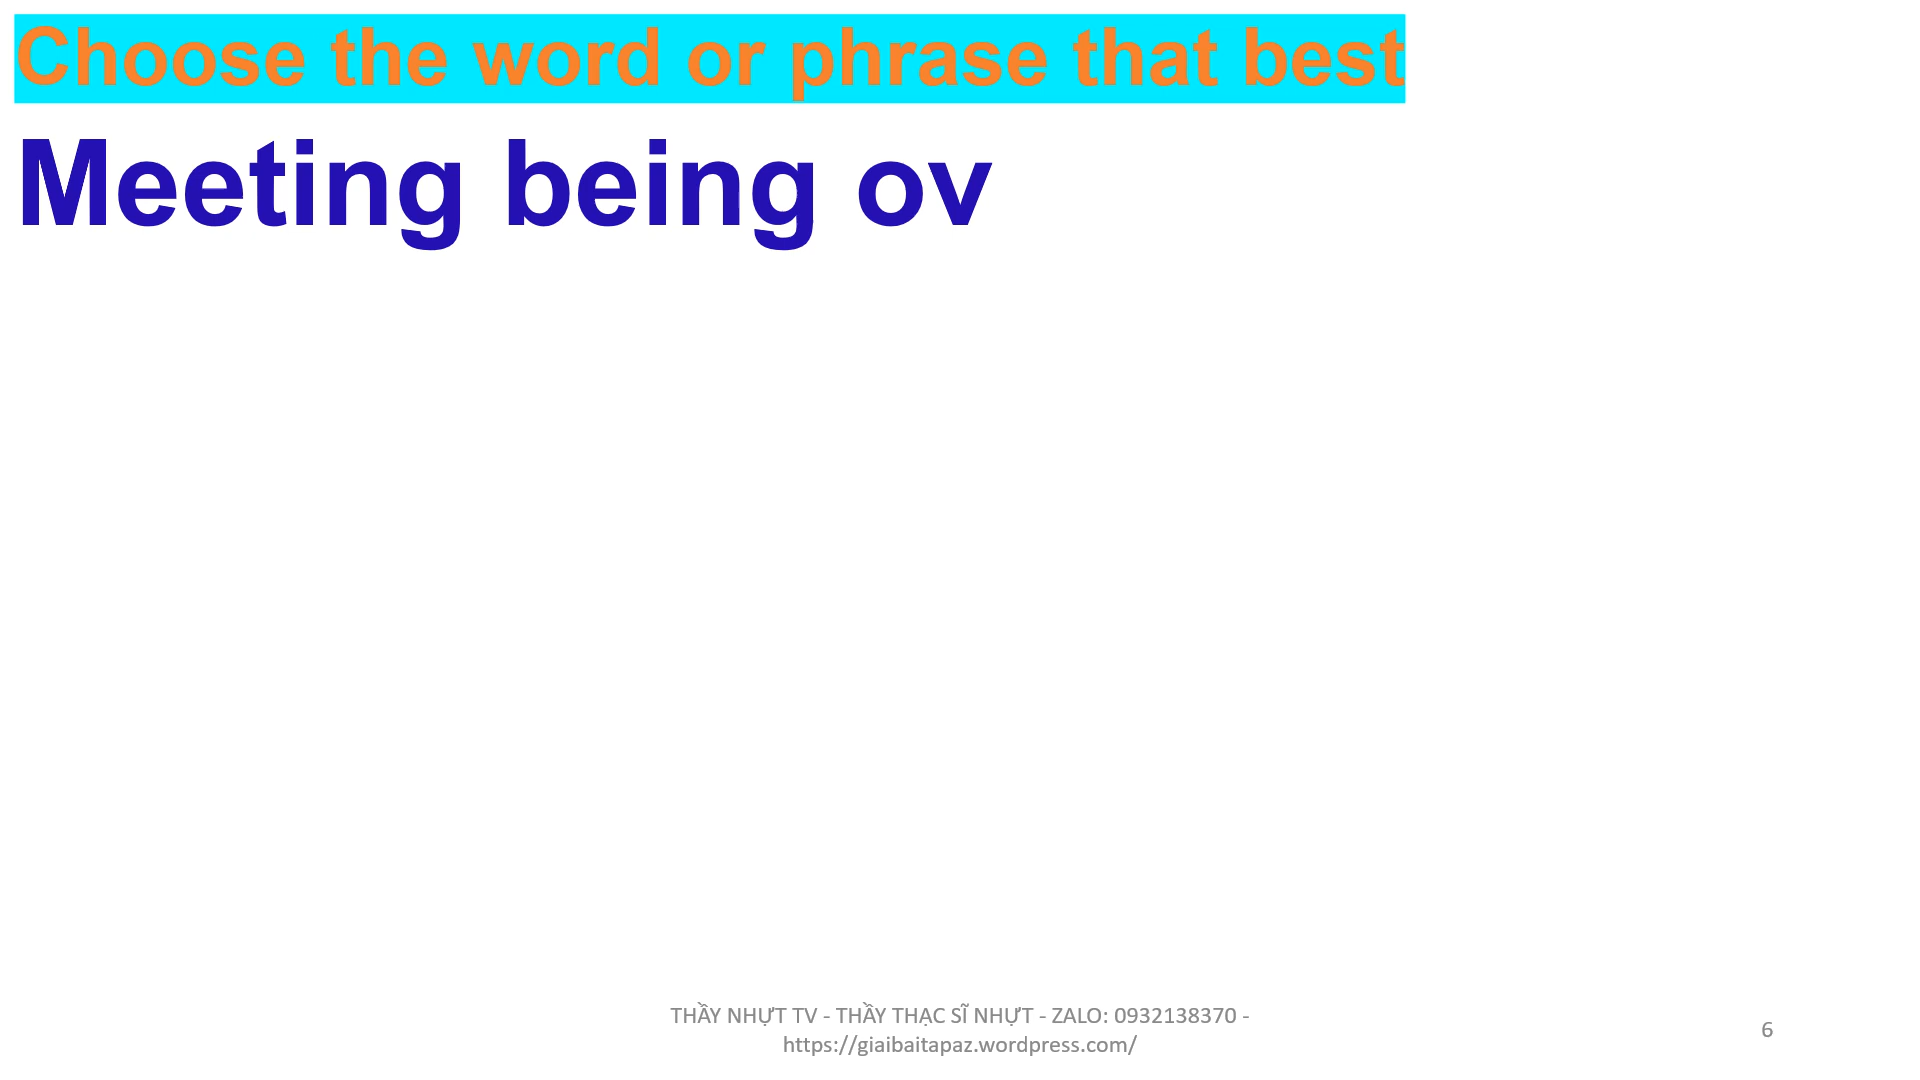 Choose the word or phrase that best
Meeting being ov
THẦY NHỰT TV - THẦY THẠC SĨ NHỰT - ZALO: 0932138370 -
https://giaibaitapaz.wordpress.com/
6